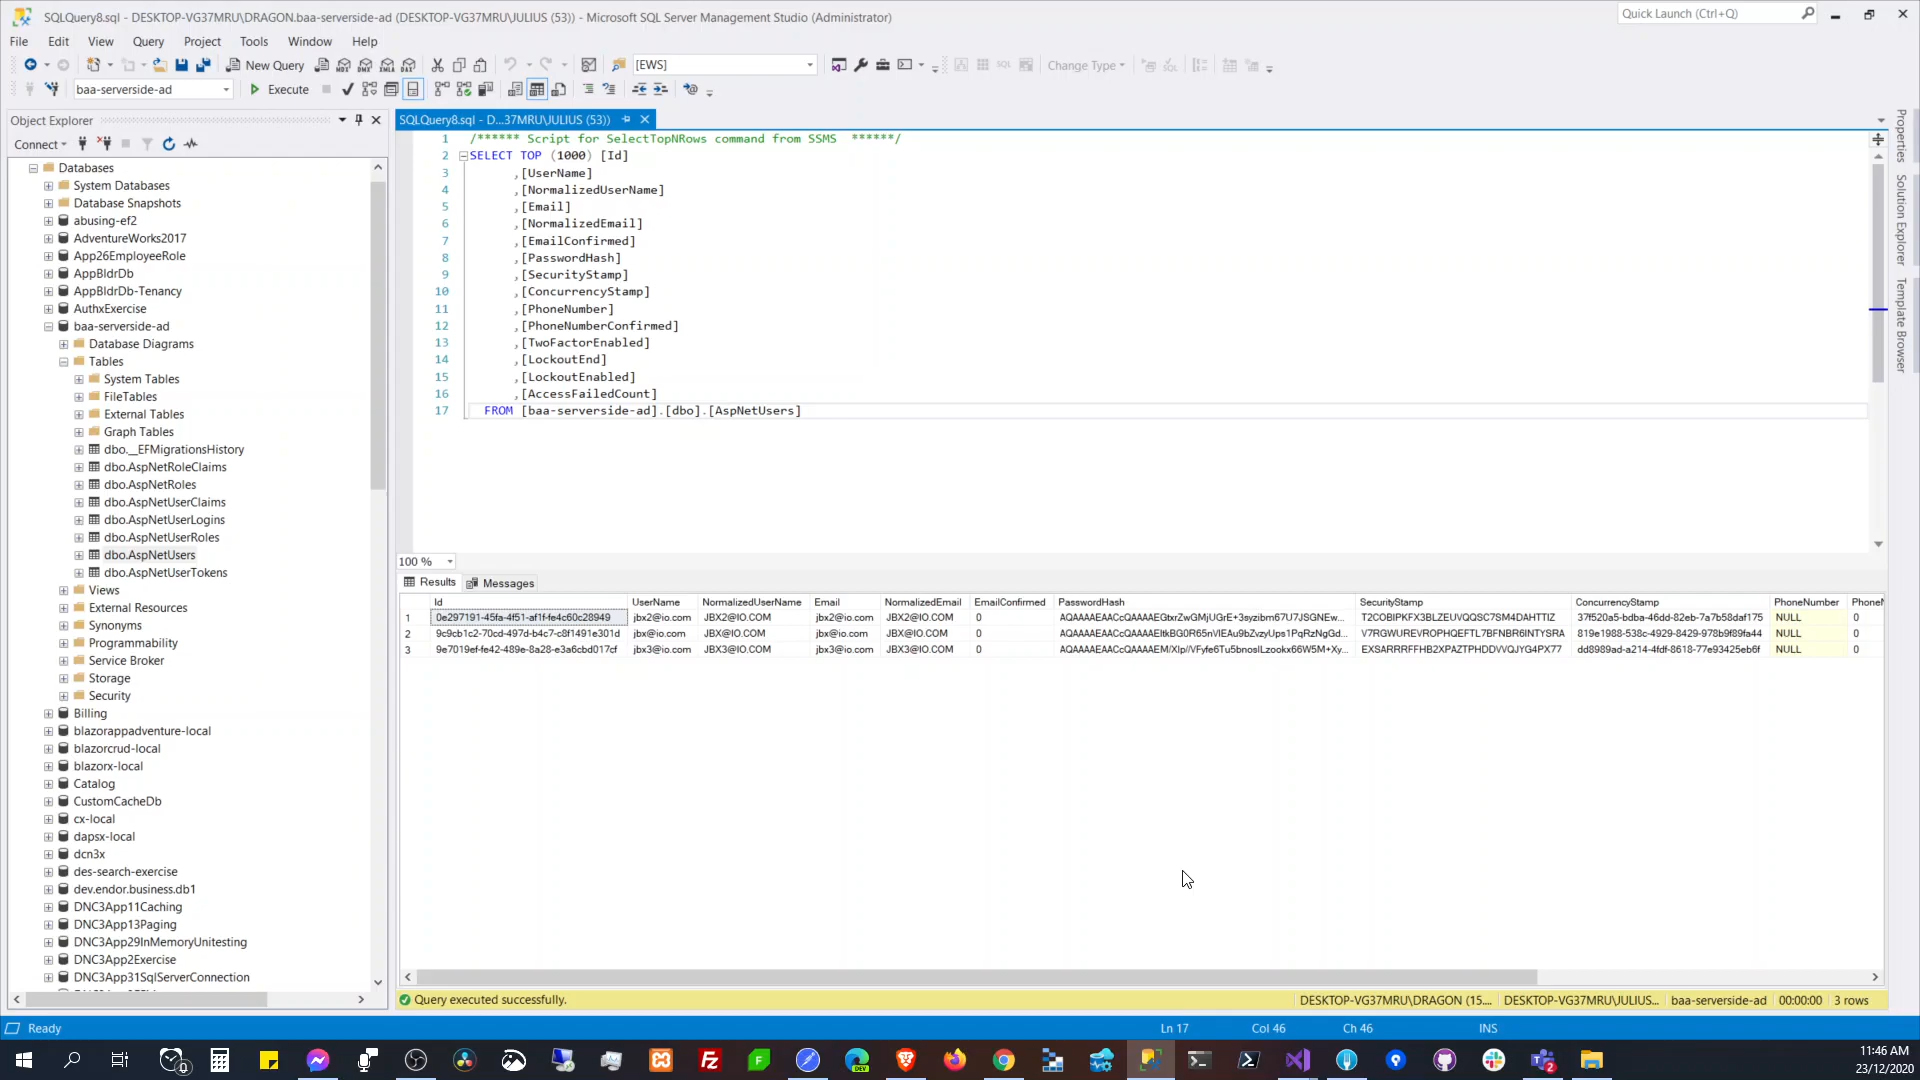 SQLQuery8.sql - DESKTOP-VG37MRU\DRAGON.baa-serverside-ad (DESKTOP-VG37MRU\JULIUS (53)) - Microsoft SQL Server Management Studio (Administrator)
Quick Launch (Ctrl+Q)
File Edit View Query Project Tools Window Help
New Query
MDX DMX XMLA DAX
[EWS]
SQL
Change Type
baa-serverside-ad
Execute
Object Explorer
Connect
Databases
System Databases
Database Snapshots
abusing-ef2
AdventureWorks2017
App26EmployeeRole
AppBldrDb
AppBldrDb-Tenancy
AuthxExercise
baa-serverside-ad
Database Diagrams
Tables
System Tables
FileTables
External Tables
Graph Tables
dbo.__EFMigrationsHistory
dbo.AspNetRoleClaims
dbo.AspNetRoles
dbo.AspNetUserClaims
dbo.AspNetUserLogins
dbo.AspNetUserRoles
dbo.AspNetUsers
dbo.AspNetUserTokens
Views
External Resources
Synonyms
Programmability
Service Broker
Storage
Security
Billing
blazorappadventure-local
blazorcrud-local
blazorx-local
Catalog
CustomCacheDb
cx-local
dapsx-local
dcn3x
des-search-exercise
dev.endor.business.db1
DNC3App11Caching
DNC3App13Paging
DNC3App29InMemoryUnitesting
DNC3App2Exercise
DNC3App31SqlServerConnection
SQLQuery8.sql - D...37MRU\JULIUS (53))
1 /****** Script for SelectTopNRows command from SSMS ******/
2 SELECT TOP (1000) [Id]
3 ,[UserName]
4 ,[NormalizedUserName]
5 ,[Email]
6 ,[NormalizedEmail]
7 ,[EmailConfirmed]
8 ,[PasswordHash]
9 ,[SecurityStamp]
10 ,[ConcurrencyStamp]
11 ,[PhoneNumber]
12 ,[PhoneNumberConfirmed]
13 ,[TwoFactorEnabled]
14 ,[LockoutEnd]
15 ,[LockoutEnabled]
16 ,[AccessFailedCount]
17 FROM [baa-serverside-ad].[dbo].[AspNetUsers]
100 %
Results Messages
Id UserName NormalizedUserName Email NormalizedEmail EmailConfirmed PasswordHash SecurityStamp ConcurrencyStamp PhoneNumber
1 0e297191-45fa-4f51-af1f-fe4c60c28949 jbx2@io.com JBX2@IO.COM jbx2@io.com JBX2@IO.COM 0 AQAAAAEAACcQAAAAEGtxrZwGMjUGrE+3syzibm67U7JSGNEw... T2COBIPKFX3BLZEUVQQSC7SM4DAHTTIZ 37f520a5-bdba-46dd-82eb-7a7b58daf175 NULL 0
2 9c9cb1c2-70cd-497d-b4c7-c8f1491e301d jbx@io.com JBX@IO.COM jbx@io.com JBX@IO.COM 0 AQAAAAEAACcQAAAAEItkBG0R65nVIEAu9bZvzyUps1PqRzNgGd... V7RGWUREVROPHQEFTL7BFNBR6INTYSRA 819e1988-538c-4929-8429-978b9f89fa44 NULL 0
3 9e7019ef-fe42-489e-8a28-e3a6cbd017cf jbx3@io.com JBX3@IO.COM jbx3@io.com JBX3@IO.COM 0 AQAAAAEAACcQAAAAEM/XIp//VFyfe6Tu5bnoslLzookx66W5M+Xy... EXSARRRFFHB2XPAZTPHDDVVQJYG4PX77 dd8989ad-a214-4fdf-8618-77e93425eb6f NULL 0
Query executed successfully.
DESKTOP-VG37MRU\DRAGON (15.... DESKTOP-VG37MRU\JULIUS... baa-serverside-ad 00:00:00 3 rows
Ready
Ln 17 Col 46 Ch 46 INS
Properties
Solution Explorer
Template Browser
11:46 AM
23/12/2020